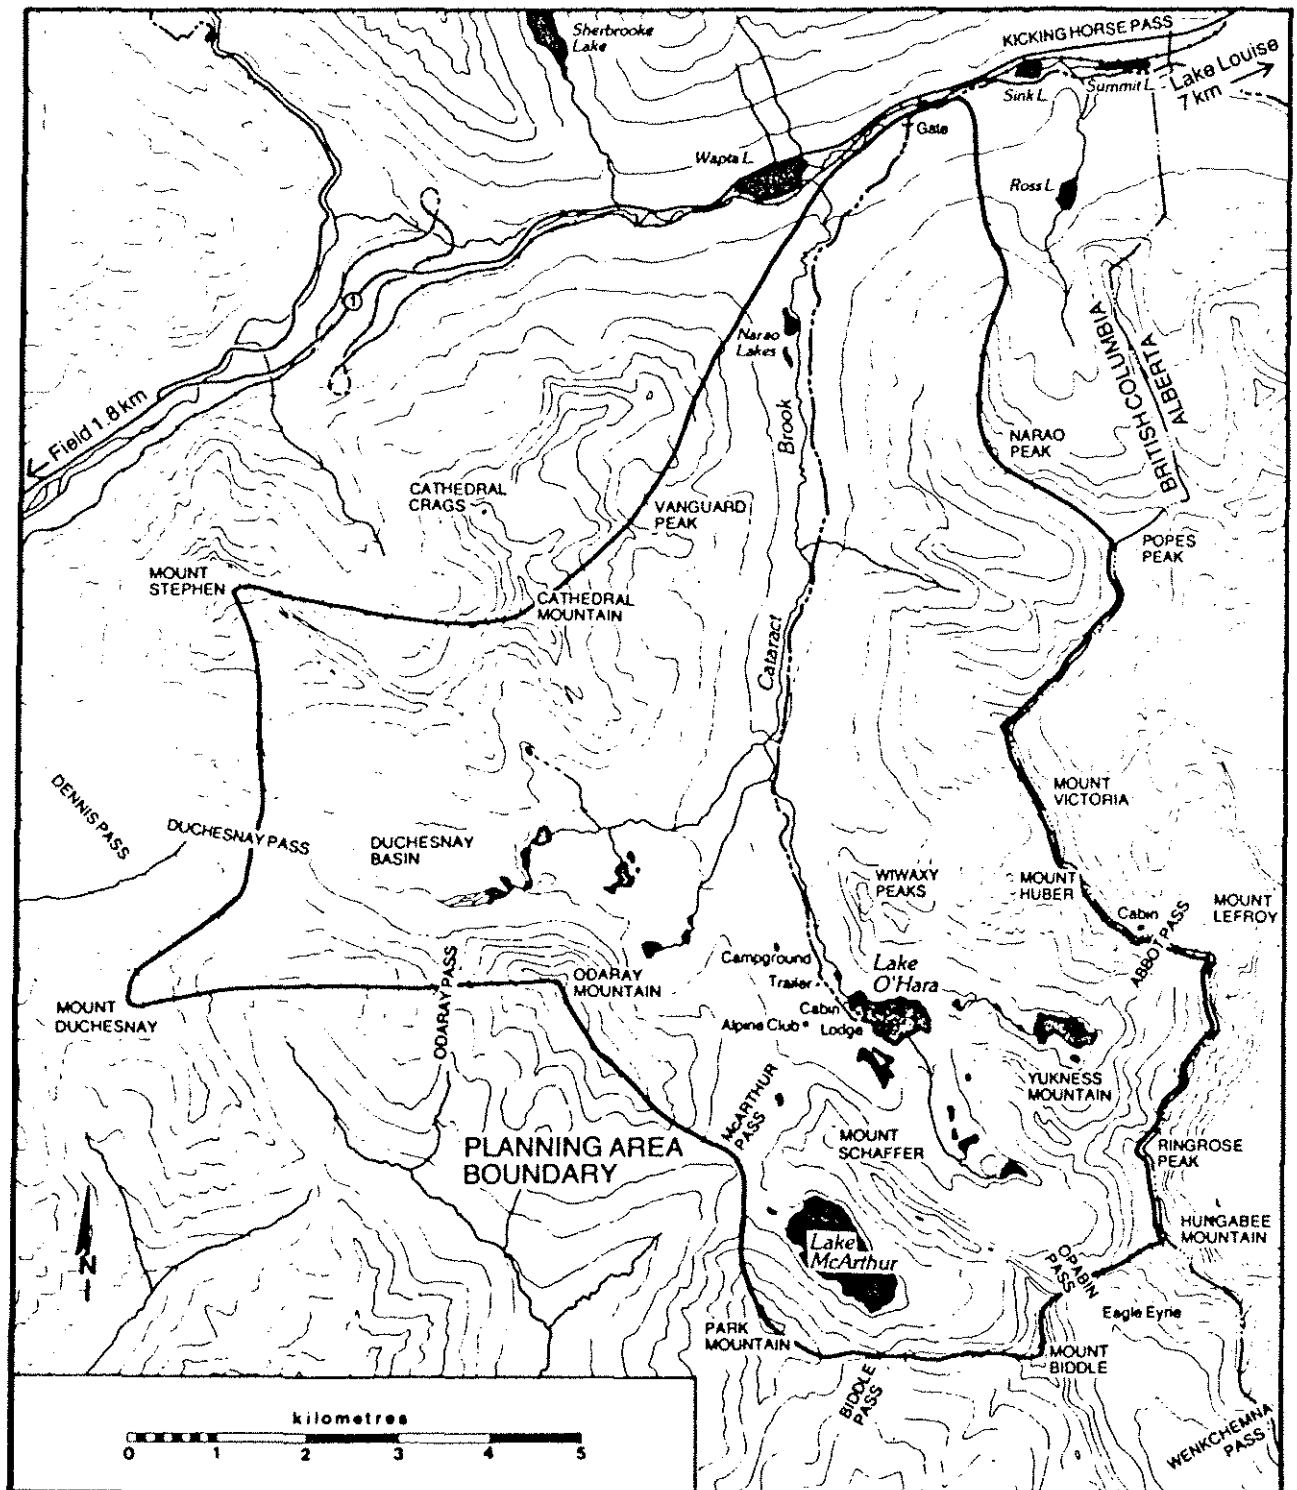 Sherbrooke
Lake
KICKING HORSE PASS
Lake Louise
7 km
Sink L.
Summit L.
Gate
Wapta L.
Ross L.
1
Narao
Lakes
BRITISH COLUMBIA
ALBERTA
← Field 1.8 km
Brook
NARAO
PEAK
CATHEDRAL
CRAGS
VANGUARD
PEAK
POPES
PEAK
MOUNT
STEPHEN
CATHEDRAL
MOUNTAIN
Cataract
DENNIS PASS
DUCHESNAY PASS
DUCHESNAY
BASIN
MOUNT
VICTORIA
WIWAXY
PEAKS
MOUNT
HUBER
MOUNT
LEFROY
Cabin
ABBOT PASS
Campground
Trailer
Lake
O'Hara
ODARAY PASS
ODARAY
MOUNTAIN
MOUNT
DUCHESNAY
Cabin
Alpine Club
Lodge
YUKNESS
MOUNTAIN
McARTHUR
PASS
MOUNT
SCHAFFER
PLANNING AREA
BOUNDARY
RINGROSE
PEAK
HUNGABEE
MOUNTAIN
N
Lake
McArthur
OPABIN
PASS
Eagle Eyrie
PARK
MOUNTAIN
MOUNT
BIDDLE
BIDDLE
PASS
WENKCHEMNA
PASS
kilometres
0 1 2 3 4 5